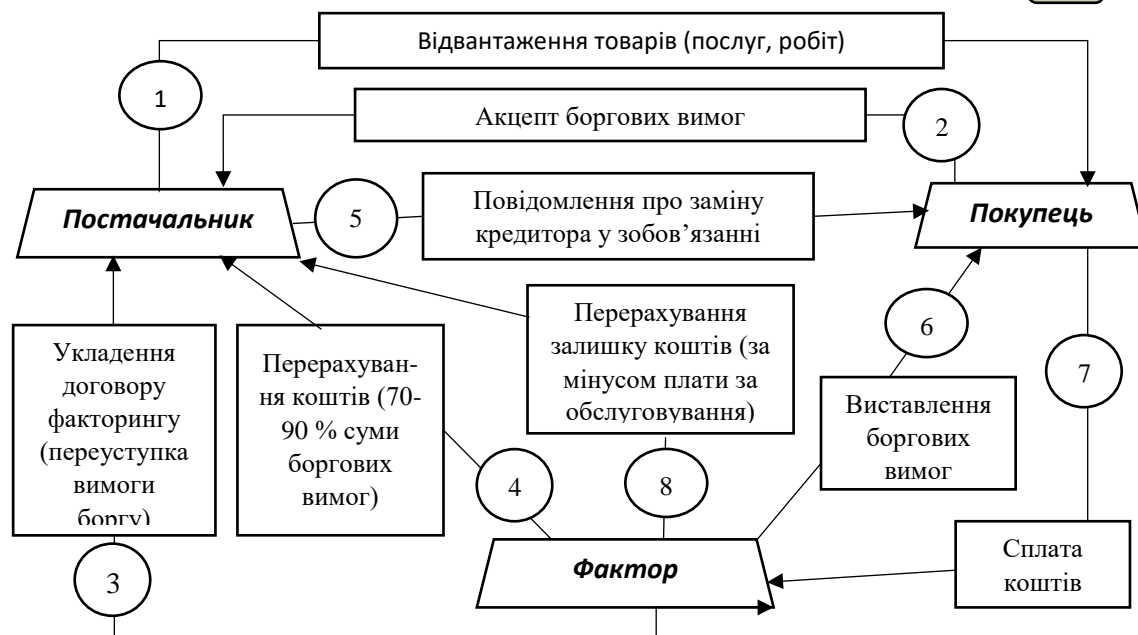 Відвантаження товарів (послуг, робіт)
1
Акцепт боргових вимог
2
Постачальник
5
Повідомлення про заміну
кредитора у зобов’язанні
Покупець
Укладення
договору
факторингу
(переуступка
вимоги
боргу)
Перерахуван-
ня коштів (70-
90 % суми
боргових
вимог)
Перерахування
залишку коштів (за
мінусом плати за
обслуговування)
6
7
Виставлення
боргових
вимог
4
8
3
Фактор
Сплата
коштів